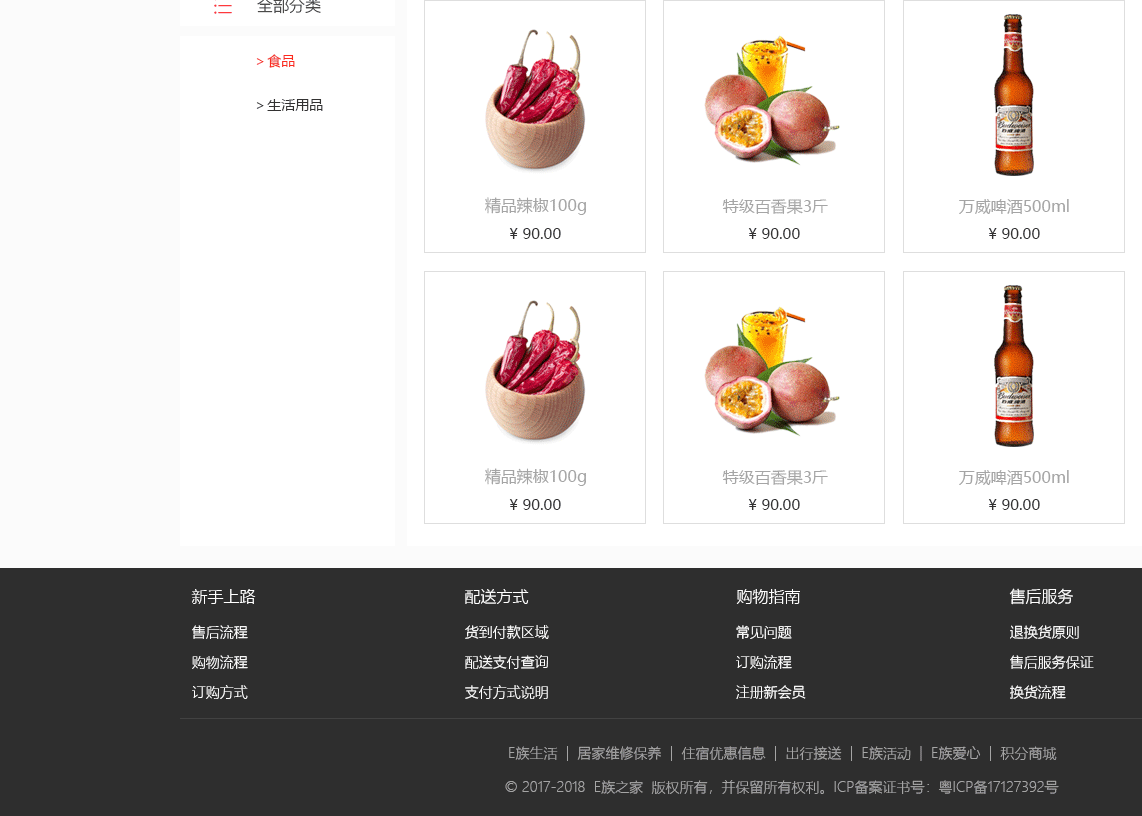 全部分类
> 食品
> 生活用品
精品辣椒100g 特级百香果3斤 万威啤酒500ml
¥ 90.00 ¥ 90.00 ¥ 90.00
精品辣椒100g 特级百香果3斤 万威啤酒500ml
¥ 90.00 ¥ 90.00 ¥ 90.00
新手上路 配送方式 购物指南 售后服务
售后流程 货到付款区域 常见问题 退换货原则
购物流程 配送支付查询 订购流程 售后服务保证
订购方式 支付方式说明 注册新会员 换货流程
E族生活 | 居家维修保养 | 住宿优惠信息 | 出行接送 | E族活动 | E族爱心 | 积分商城
© 2017-2018 E族之家 版权所有，并保留所有权利。ICP备案证书号：粤ICP备17127392号